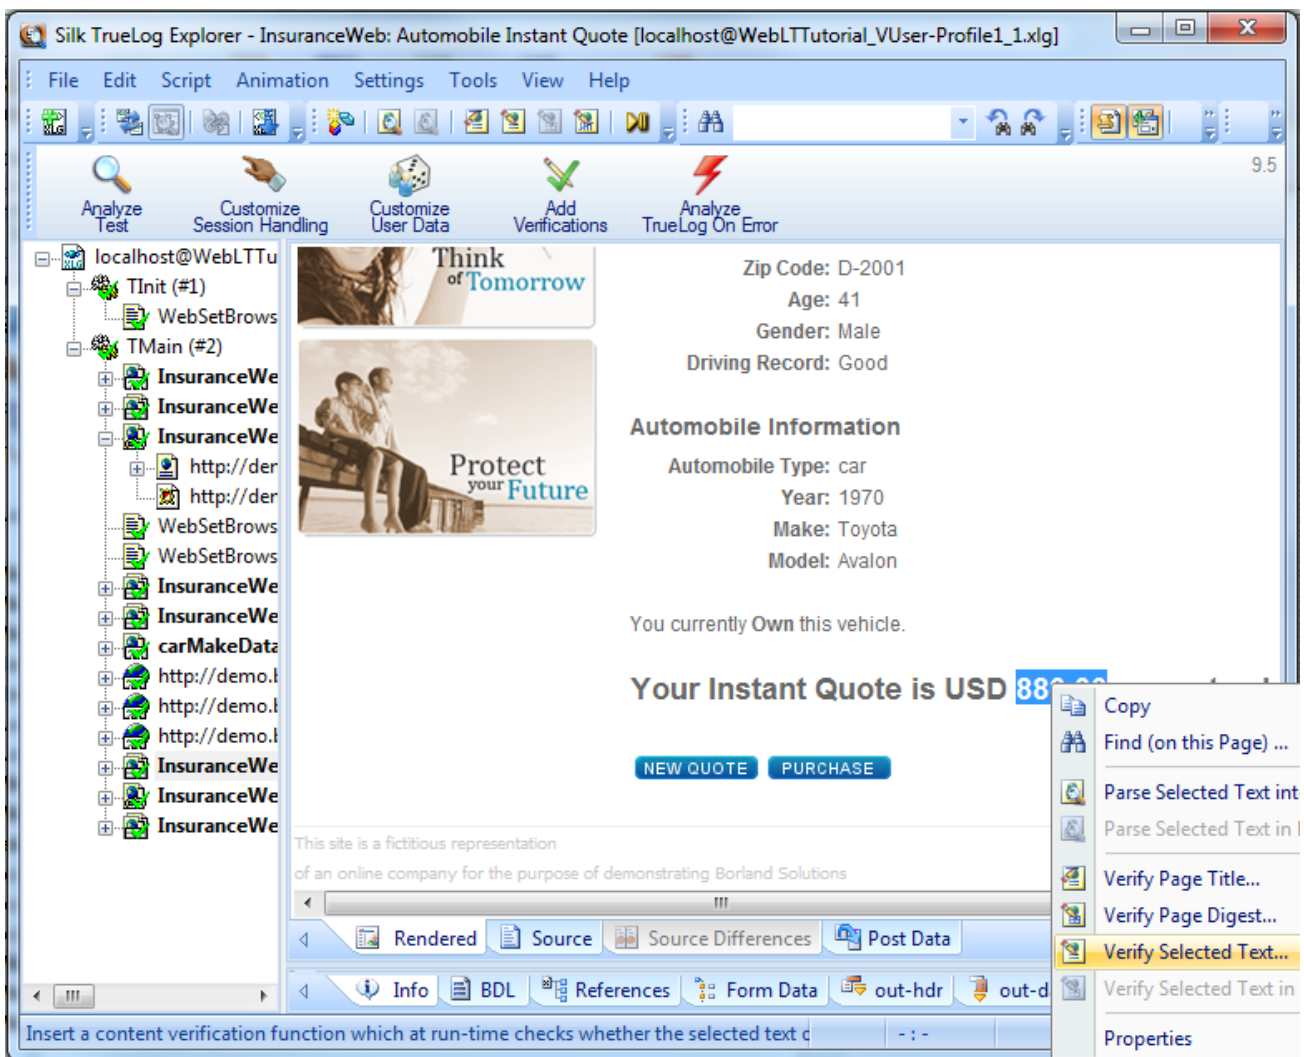 Silk TrueLog Explorer - InsuranceWeb: Automobile Instant Quote [localhost@WebLTTutorial_VUser-Profile1_1.xlg]
File Edit Script Animation Settings Tools View Help
XLG
9.5
Analyze Test
Customize Session Handling
Customize User Data
Add Verifications
Analyze TrueLog On Error
localhost@WebLTTu
TInit (#1)
WebSetBrows
TMain (#2)
InsuranceWe
InsuranceWe
InsuranceWe
http://der
http://der
WebSetBrows
WebSetBrows
InsuranceWe
InsuranceWe
carMakeData
http://demo.b
http://demo.b
http://demo.b
InsuranceWe
InsuranceWe
InsuranceWe
Think
of Tomorrow
Protect
your Future
Zip Code: D-2001
Age: 41
Gender: Male
Driving Record: Good
Automobile Information
Automobile Type: car
Year: 1970
Make: Toyota
Model: Avalon
You currently Own this vehicle.
Your Instant Quote is USD
NEW QUOTE PURCHASE
This site is a fictitious representation
of an online company for the purpose of demonstrating Borland Solutions
Copy
Find (on this Page) ...
Parse Selected Text int
Parse Selected Text in
Verify Page Title...
Verify Page Digest...
Verify Selected Text...
Verify Selected Text in
Properties
Rendered Source Source Differences Post Data
Info BDL References Form Data out-hdr out-d
Insert a content verification function which at run-time checks whether the selected text c
- : -